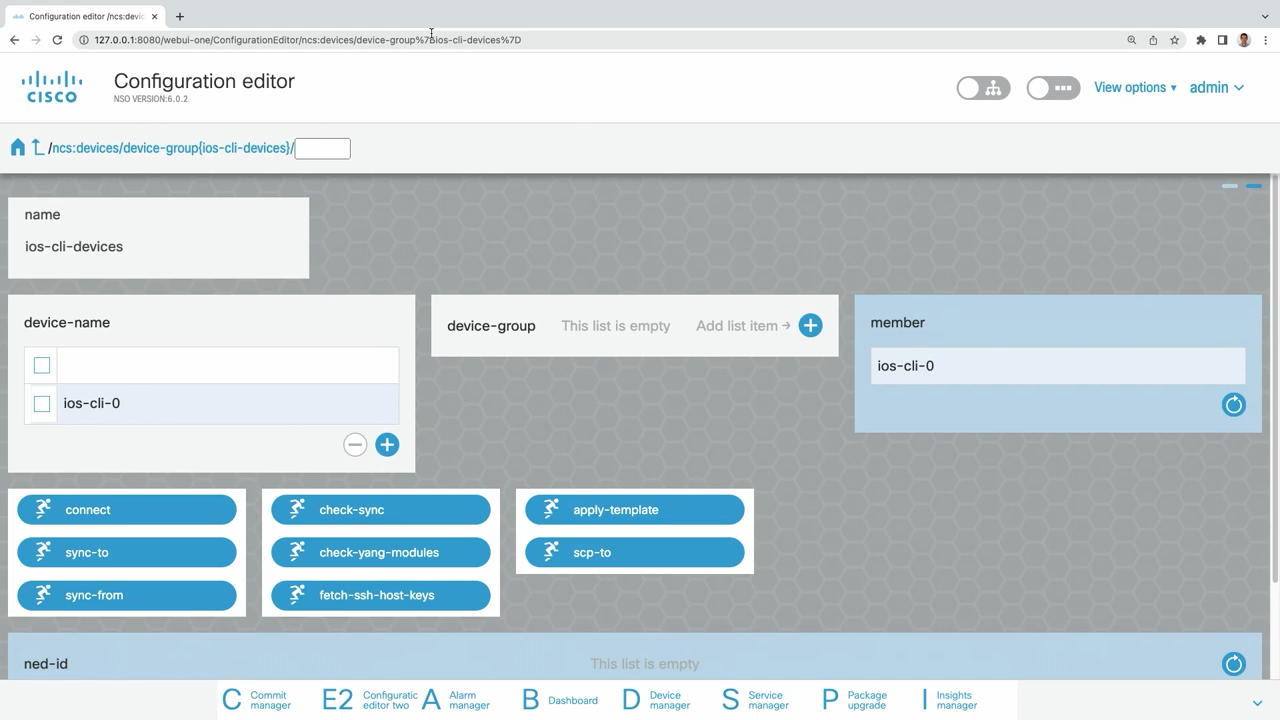 Configuration editor /ncs:devic
127.0.0.1:8080/webui-one/ConfigurationEditor/ncs:devices/device-group%7Bios-cli-devices%7D
CISCO
Configuration editor
NSO VERSION:6.0.2
View options
admin
/ncs:devices/device-group{ios-cli-devices}/
name
ios-cli-devices
device-name
ios-cli-0
device-group
This list is empty
Add list item
member
ios-cli-0
connect
sync-to
sync-from
check-sync
check-yang-modules
fetch-ssh-host-keys
apply-template
scp-to
ned-id
This list is empty
C Commit manager
E2 Configuratic editor two
A Alarm manager
B Dashboard
D Device manager
S Service manager
P Package upgrade
I Insights manager